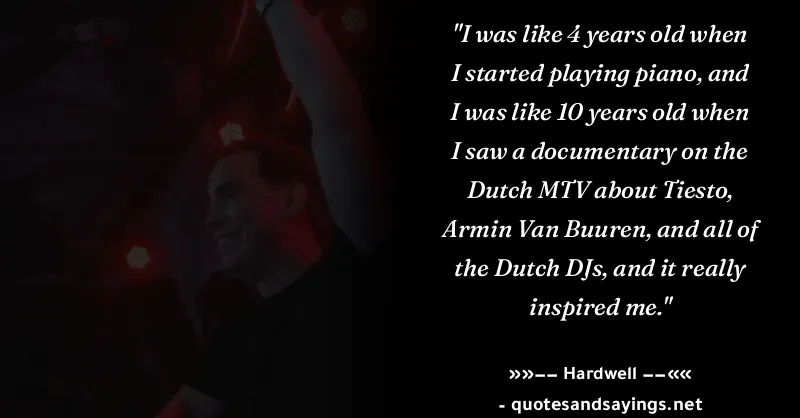 "I was like 4 years old when
I started playing piano, and
I was like 10 years old when
I saw a documentary on the
Dutch MTV about Tiesto,
Armin Van Buuren, and all of
the Dutch DJs, and it really
inspired me."
»»–– Hardwell ––««
- quotesandsayings.net